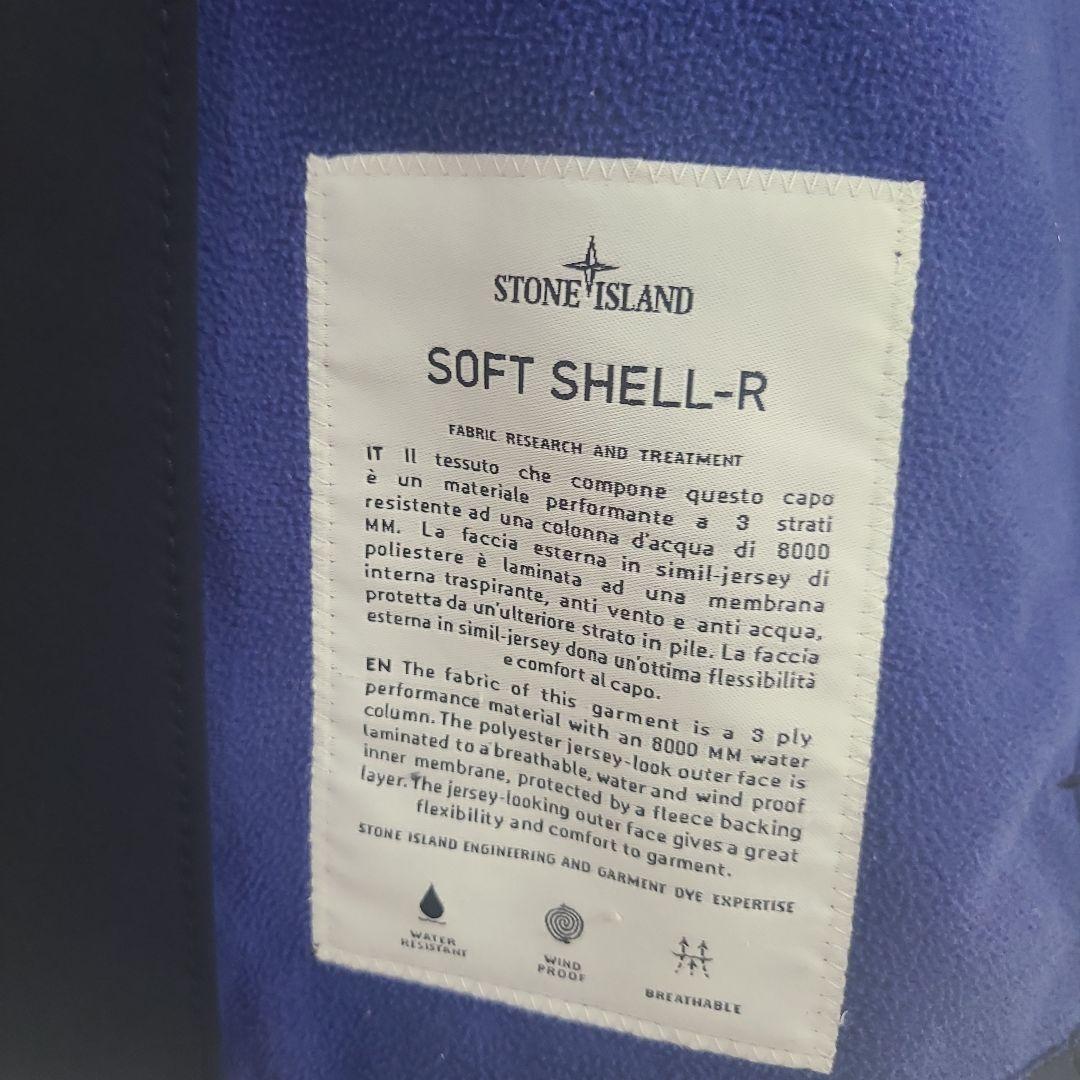 STONE ISLAND
SOFT SHELL-R
FABRIC RESEARCH AND TREATMENT
IT Il tessuto che compone questo capo
è un materiale performante a 3 strati
resistente ad una colonna d'acqua di 8000
MM. La faccia esterna in simil-jersey di
poliestere è laminata ad una membrana
interna traspirante, anti vento e anti acqua,
protetta da un'ulteriore strato in pile. La faccia
esterna in simil-jersey dona un'ottima flessibilità
e comfort al capo.
EN The fabric of this garment is a 3 ply
performance material with an 8000 MM water
column. The polyester jersey-look outer face is
laminated to a breathable, water and wind proof
inner membrane, protected by a fleece backing
layer. The jersey-looking outer face gives a great
flexibility and comfort to garment.
STONE ISLAND ENGINEERING AND GARMENT DYE EXPERTISE
WATER
RESISTANT
WIND
PROOF
BREATHABLE